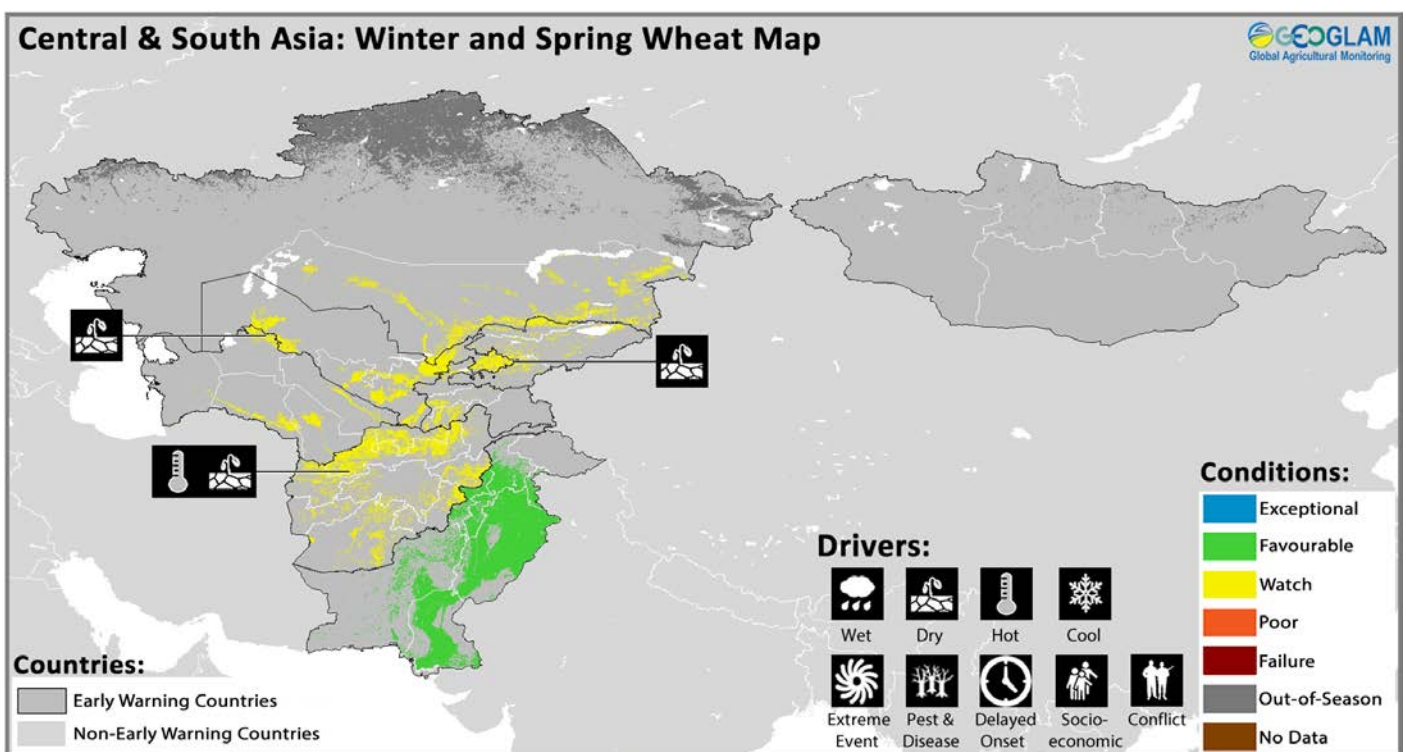 Central & South Asia: Winter and Spring Wheat Map
GEOGLAM
Global Agricultural Monitoring
Conditions:
Exceptional
Favourable
Watch
Poor
Failure
Out-of-Season
No Data
Drivers:
Wet
Dry
Hot
Cool
Extreme
Event
Pest &
Disease
Delayed
Onset
Socio-
economic
Conflict
Countries:
Early Warning Countries
Non-Early Warning Countries